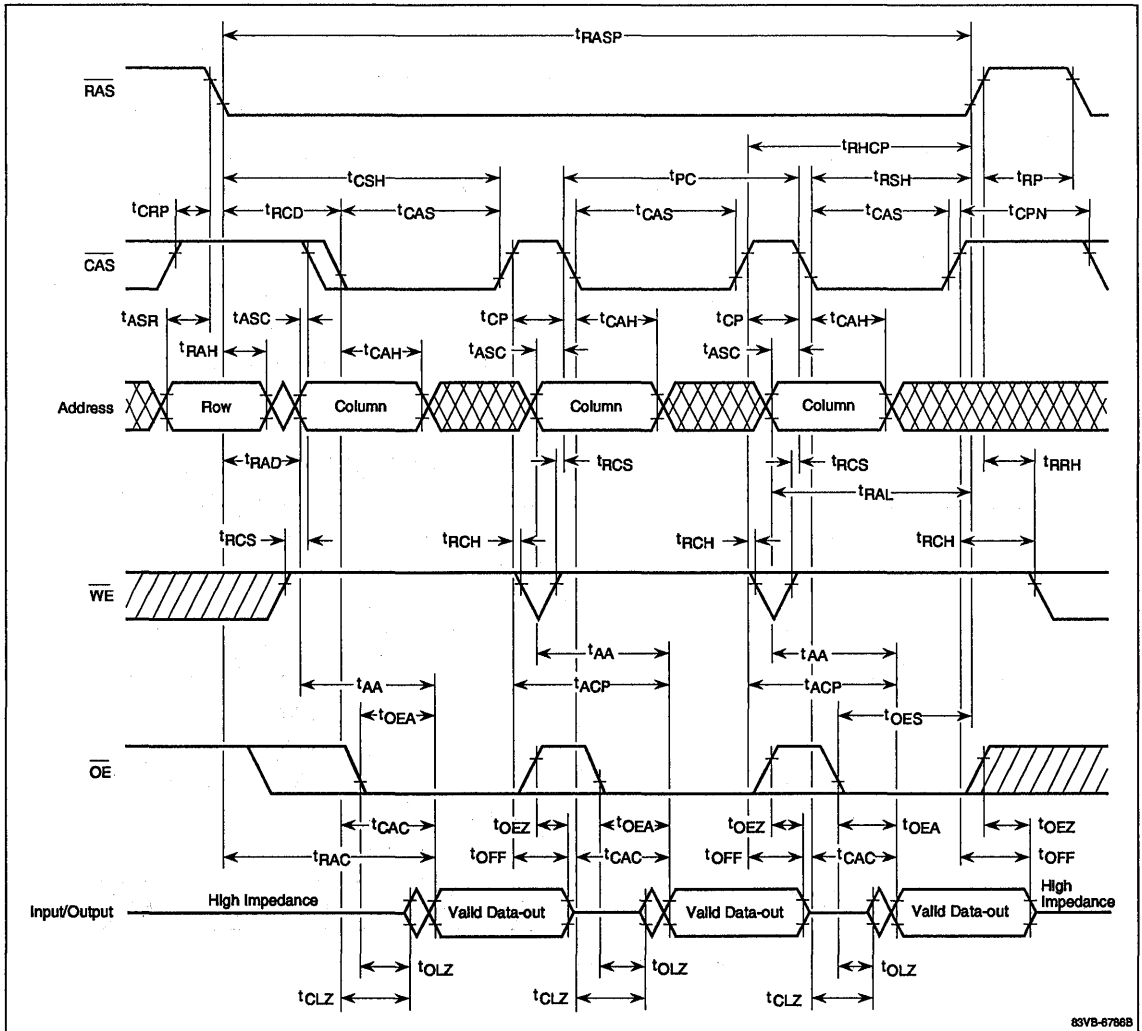 tRASP
RAS
tRHCP
tCSH tPC tRSH tRP
tCRP tRCD tCAS tCAS tCAS tCPN
CAS
tASR tASC tCP tCAH tCP tCAH
tRAH tCAH tASC tASC
Address Row Column Column Column
tRAD tRCS tRCS tRRH
tRAL
tRCS tRCH tRCH tRCH
WE
tAA tAA
tAA tACP tACP
tOEA tOES
OE
tCAC tOEZ tOEA tOEZ tOEA tOEZ
tRAC tOFF tCAC tOFF tCAC tOFF
Input/Output High Impedance Valid Data-out Valid Data-out Valid Data-out High Impedance
tOLZ tOLZ tOLZ
tCLZ tCLZ tCLZ
83VB-6786B